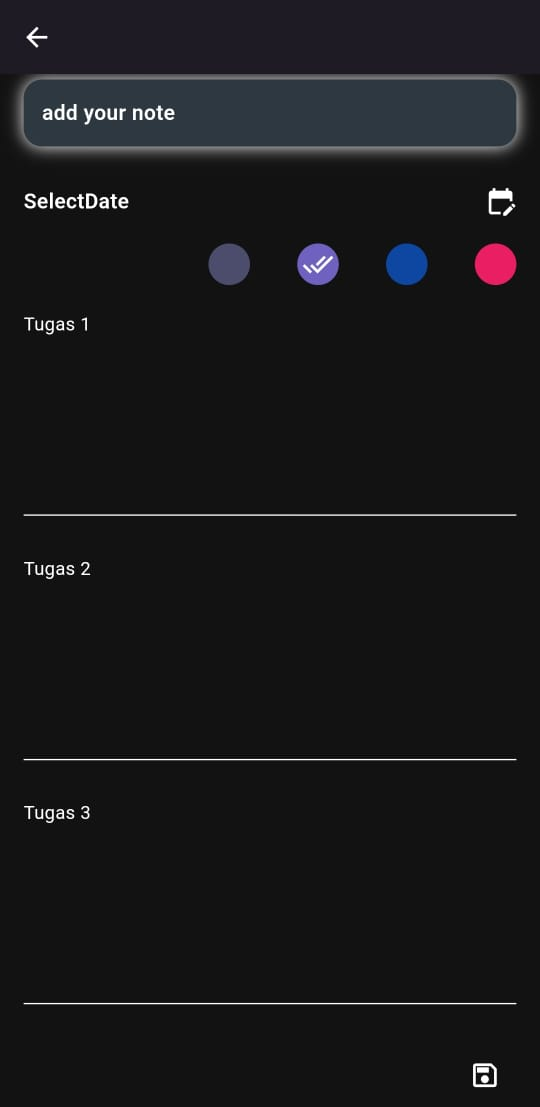 add your note
SelectDate
Tugas 1
Tugas 2
Tugas 3